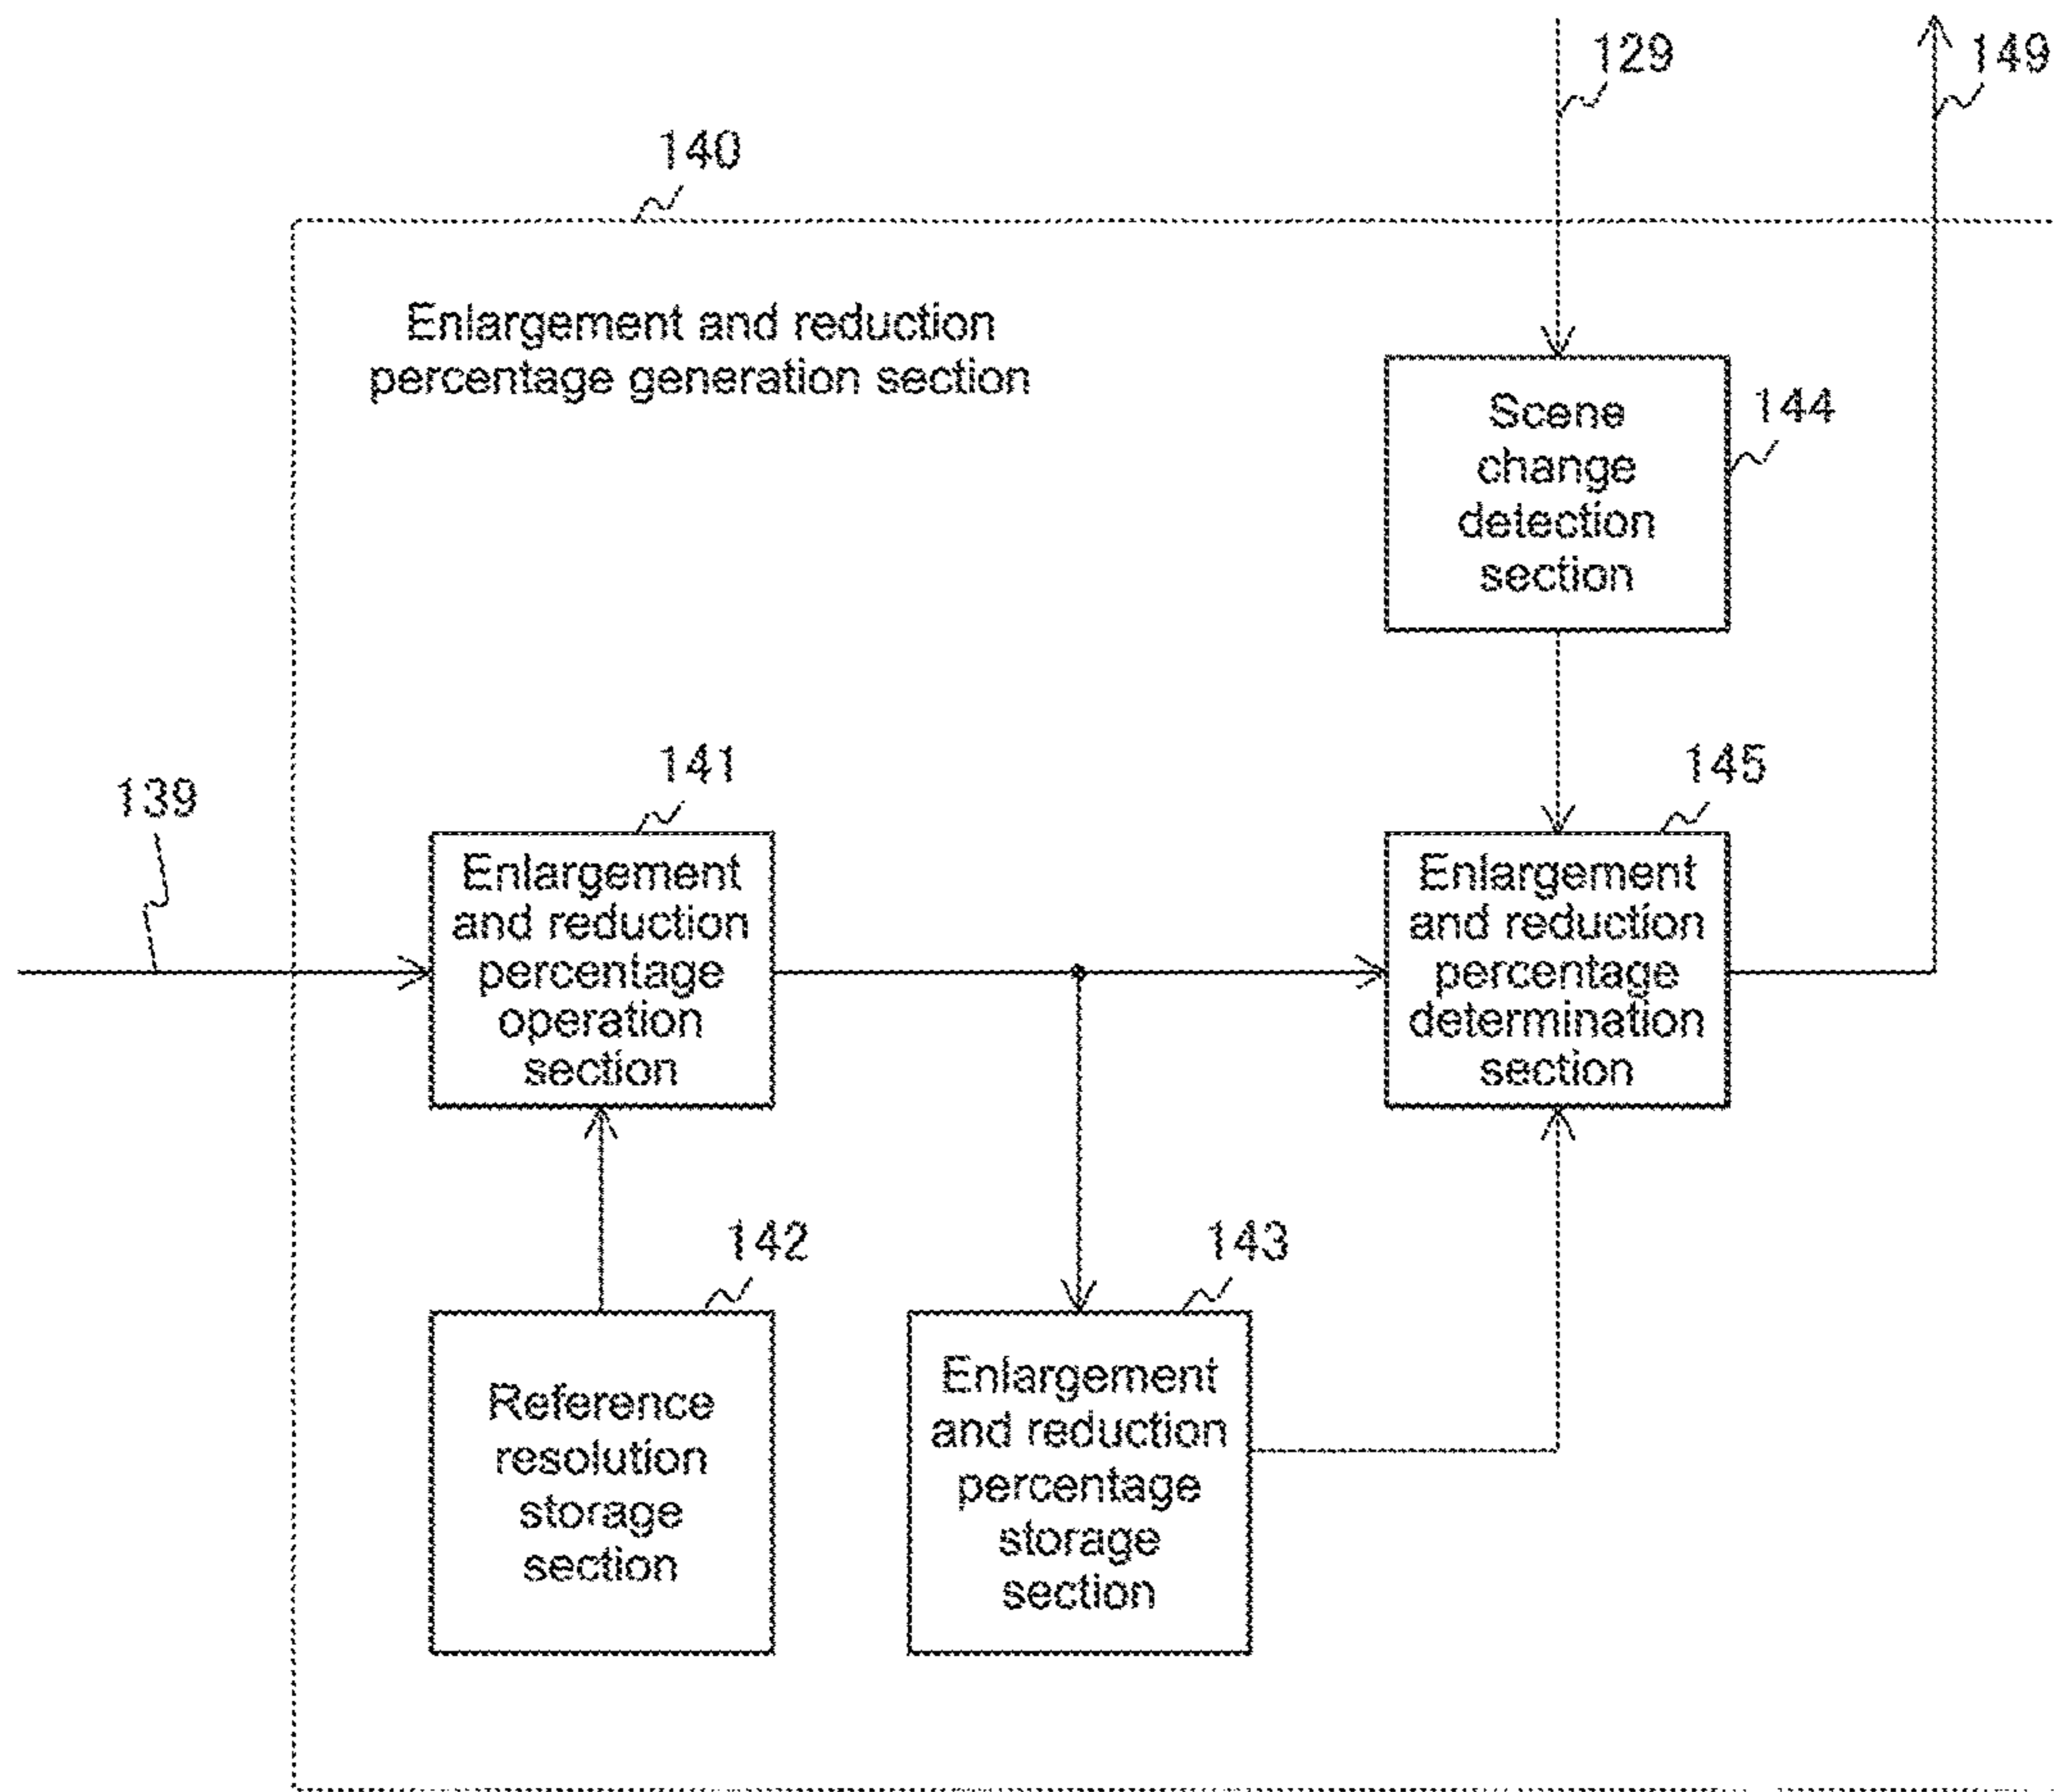 129
149
140
Enlargement and reduction
percentage generation section
Scene
change
detection
section
144
139
141
Enlargement
and reduction
percentage
operation
section
145
Enlargement
and reduction
percentage
determination
section
142
Reference
resolution
storage
section
143
Enlargement
and reduction
percentage
storage
section